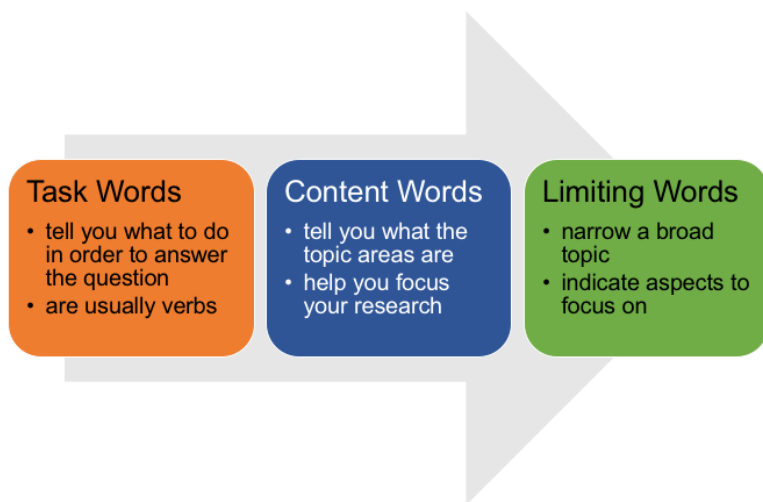 Task Words
• tell you what to do
in order to answer
the question
• are usually verbs
Content Words
• tell you what the
topic areas are
• help you focus
your research
Limiting Words
• narrow a broad
topic
• indicate aspects to
focus on